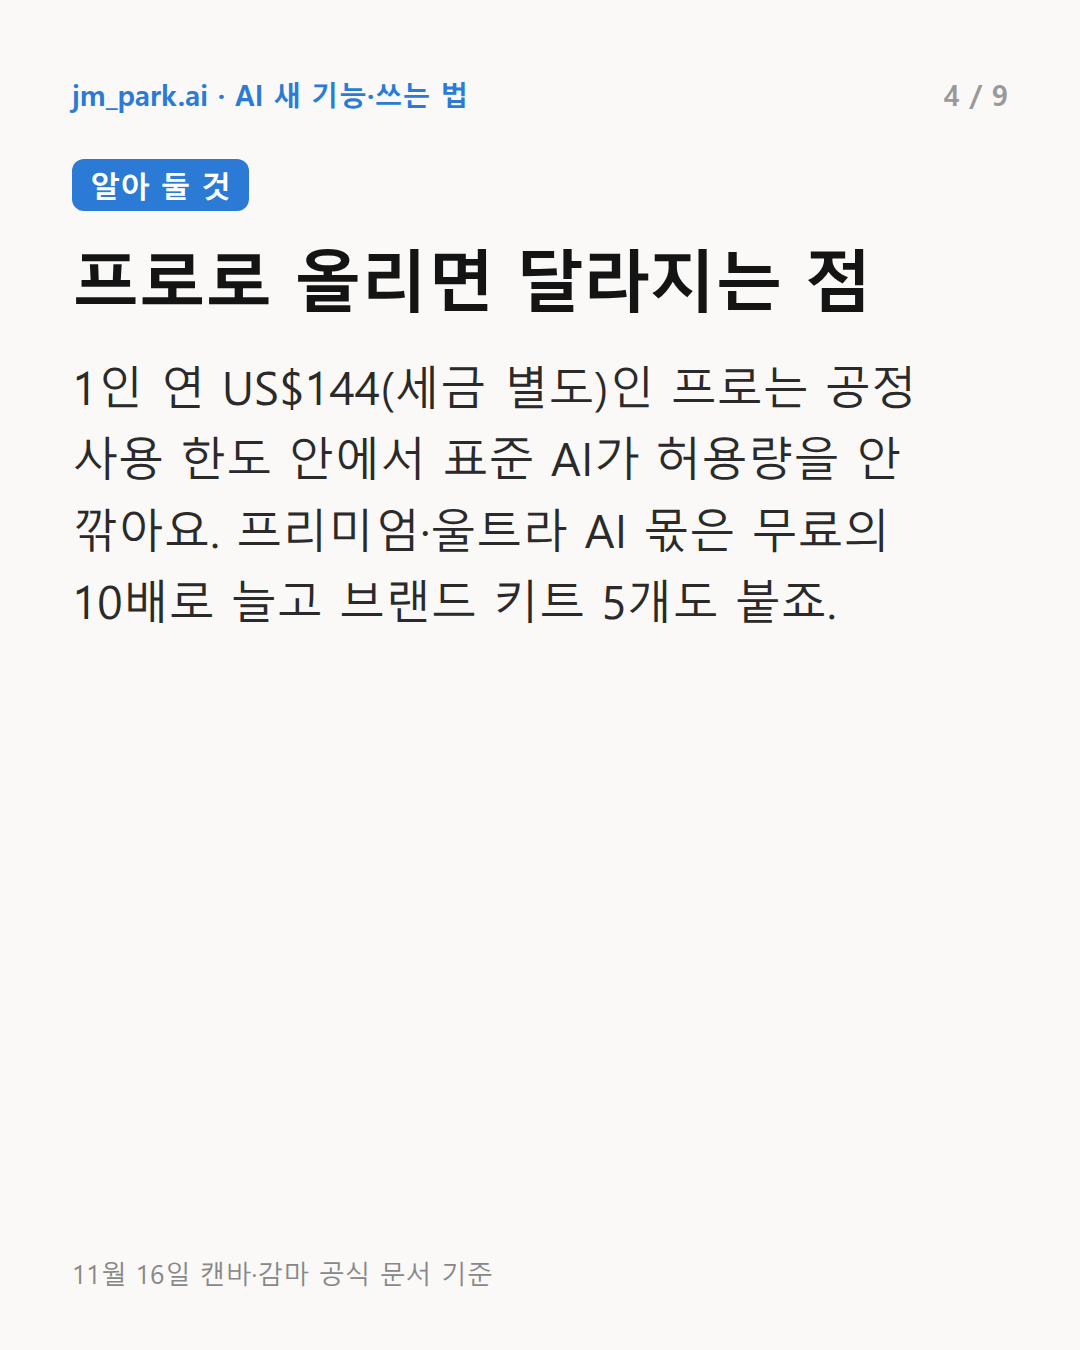 jm_park.ai · AI 새 기능·쓰는 법
4 / 9
알아 둘 것
프로로 올리면 달라지는 점
1인 연 US$144(세금 별도)인 프로는 공정
사용 한도 안에서 표준 AI가 허용량을 안
깎아요. 프리미엄·울트라 AI 몫은 무료의
10배로 늘고 브랜드 키트 5개도 붙죠.
11월 16일 캔바·감마 공식 문서 기준